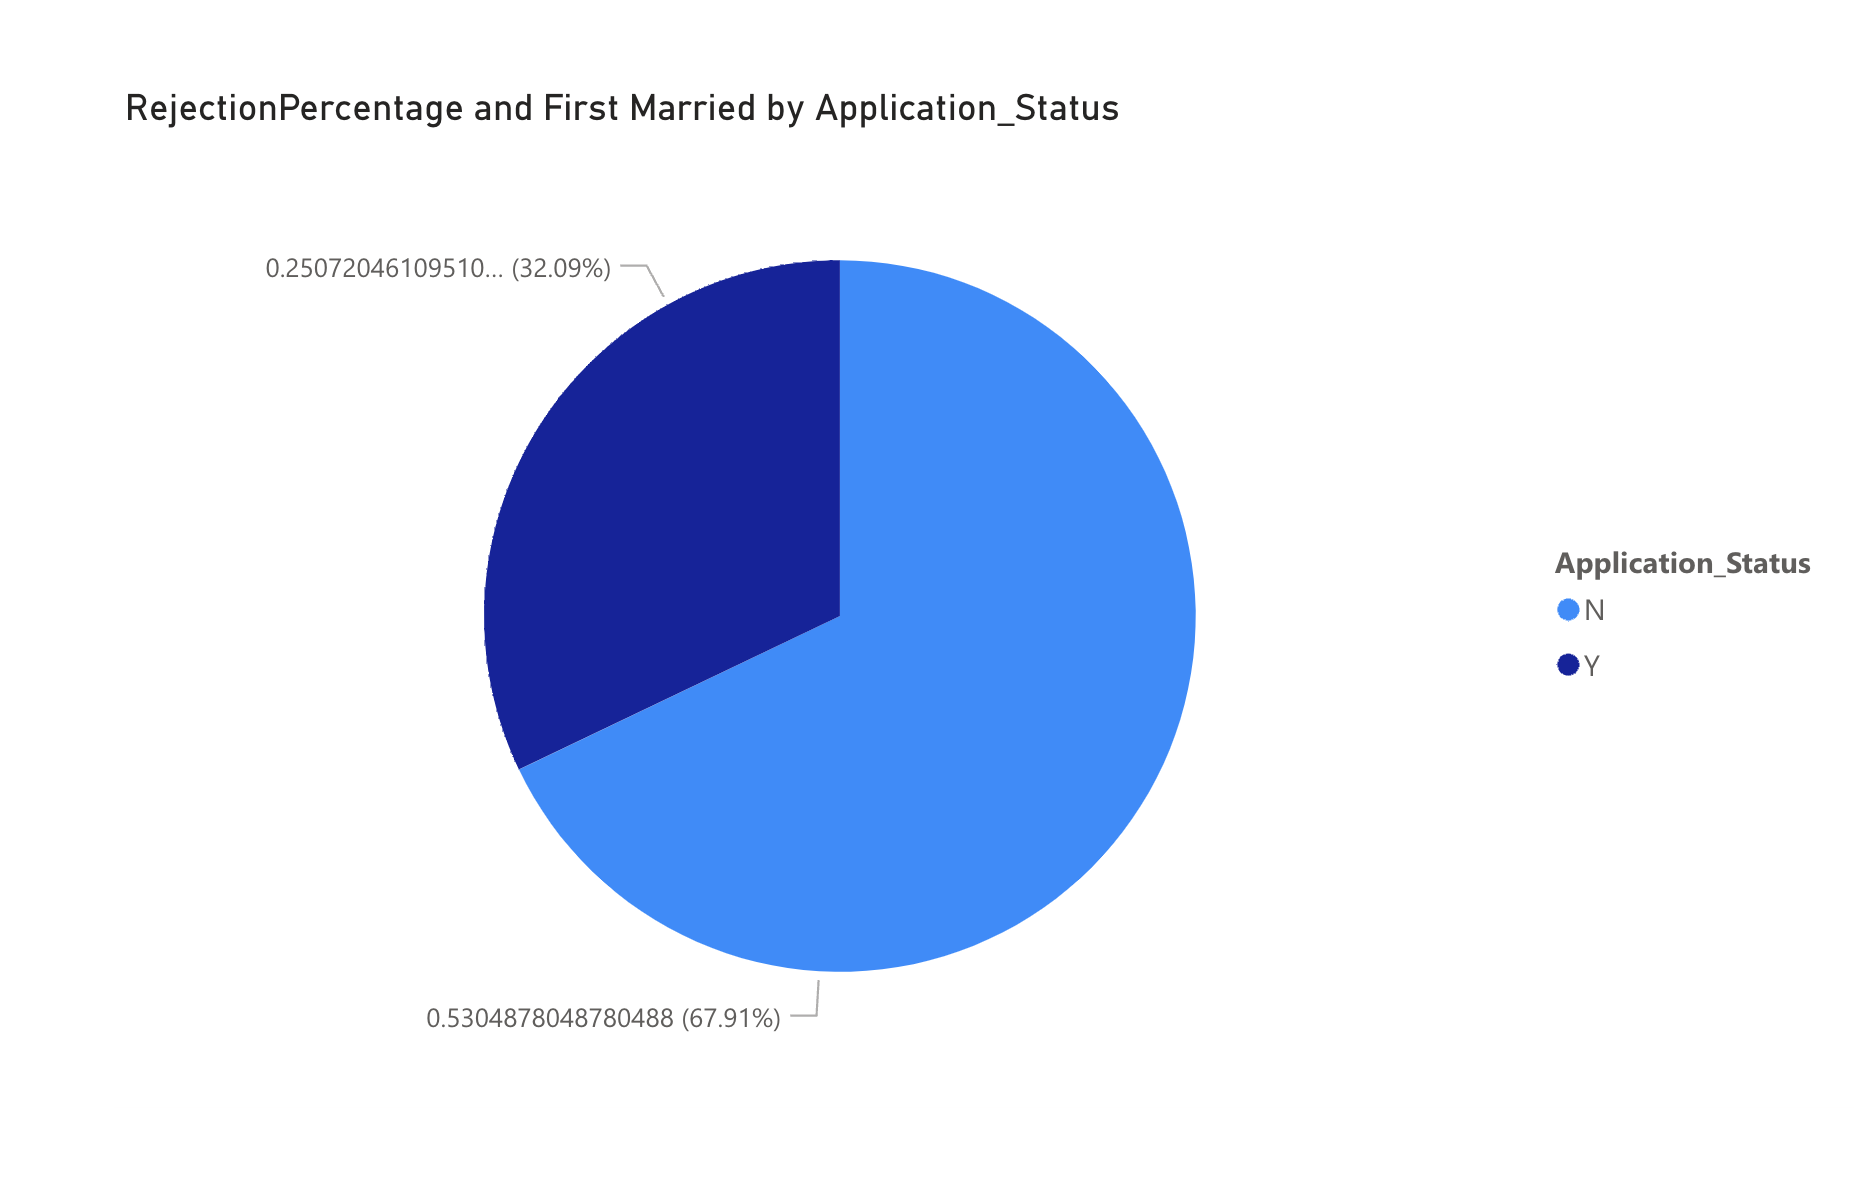 RejectionPercentage and First Married by Application_Status
0.25072046109510... (32.09%)
Application_Status
N
Y
0.5304878048780488 (67.91%)